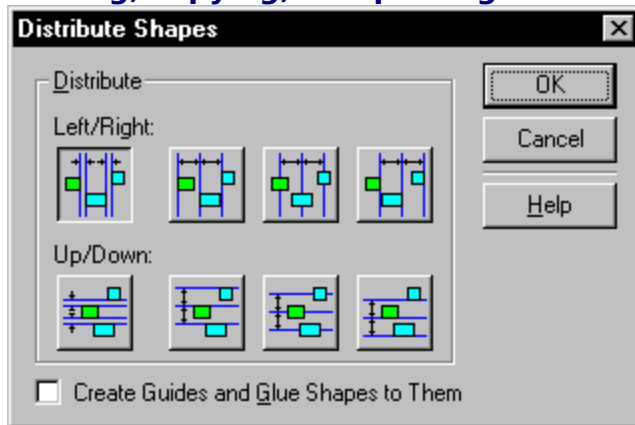 Distribute Shapes
Distribute
Left/Right:
OK
Cancel
Help
Up/Down:
Create Guides and Glue Shapes to Them